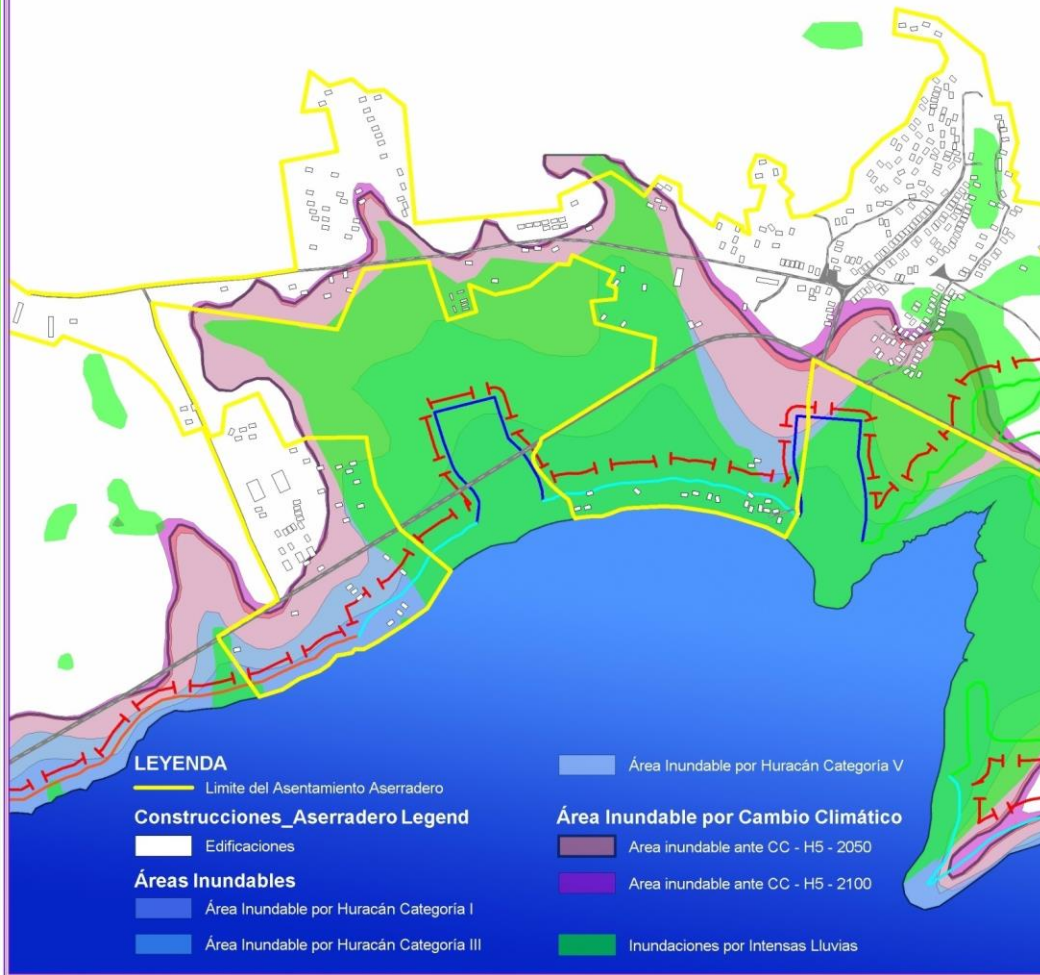 LEYENDA
Limite del Asentamiento Aserradero
Construcciones_Aserradero Legend
Edificaciones
Áreas Inundables
Área Inundable por Huracán Categoría I
Área Inundable por Huracán Categoría III
Área Inundable por Huracán Categoría V
Área Inundable por Cambio Climático
Area inundable ante CC - H5 - 2050
Area inundable ante CC - H5 - 2100
Inundaciones por Intensas Lluvias